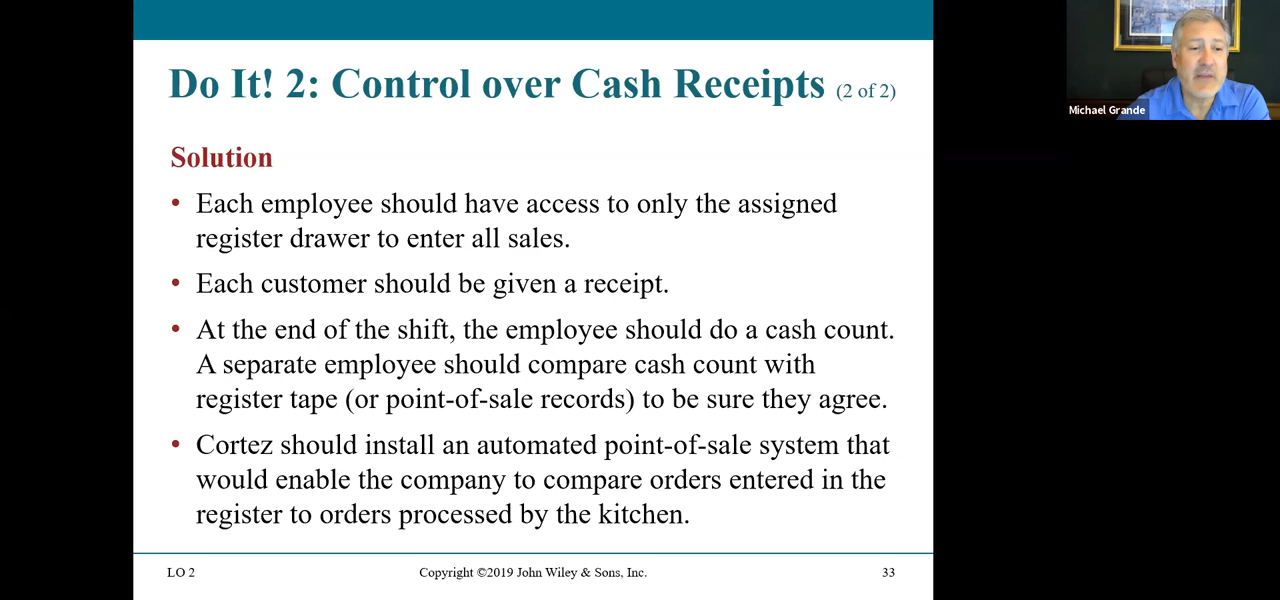 Do It! 2: Control over Cash Receipts (2 of 2)
Michael Grande
Solution
• Each employee should have access to only the assigned
register drawer to enter all sales.
• Each customer should be given a receipt.
• At the end of the shift, the employee should do a cash count.
A separate employee should compare cash count with
register tape (or point-of-sale records) to be sure they agree.
• Cortez should install an automated point-of-sale system that
would enable the company to compare orders entered in the
register to orders processed by the kitchen.
LO 2
Copyright ©2019 John Wiley & Sons, Inc.
33